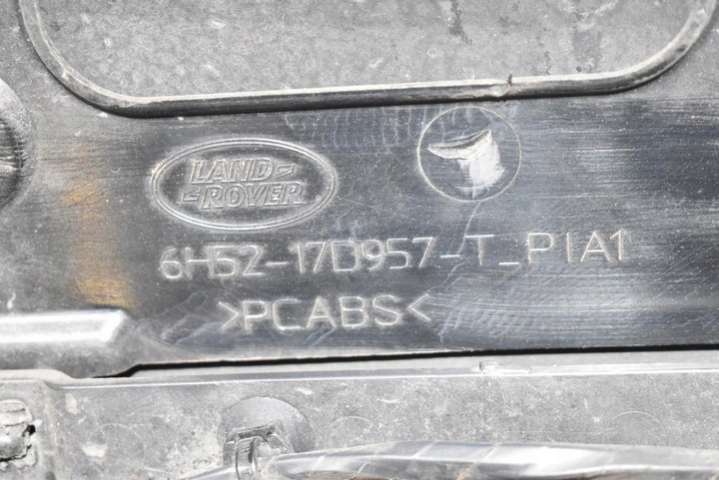 LAND
ROVER
6H52-17D957-T_PIA1
>PCABS<